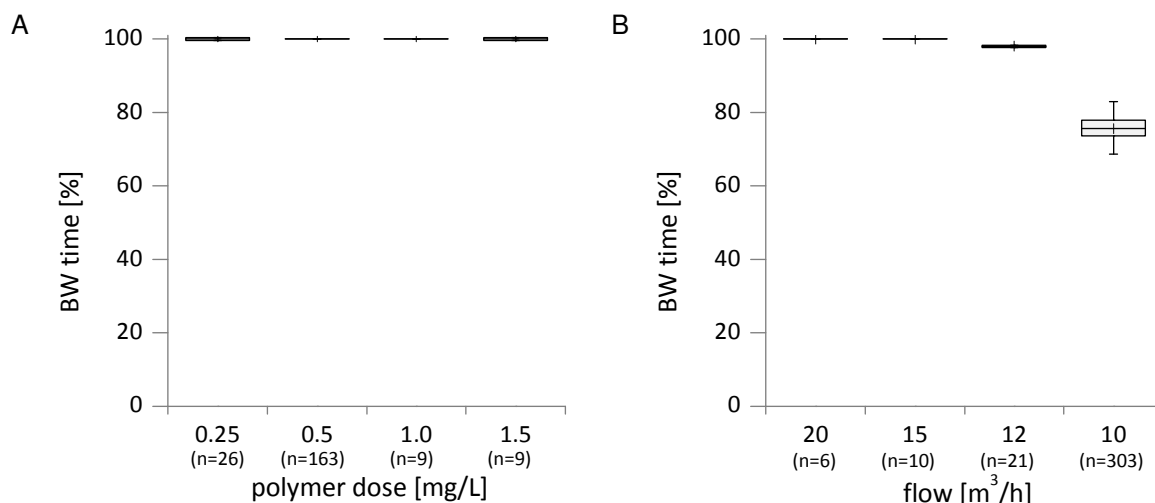 A
BW time [%]
100
80
60
40
20
0
0.25 0.5 1.0 1.5
(n=26) (n=163) (n=9) (n=9)
polymer dose [mg/L]
B
BW time [%]
100
80
60
40
20
0
20 15 12 10
(n=6) (n=10) (n=21) (n=303)
flow [m³/h]